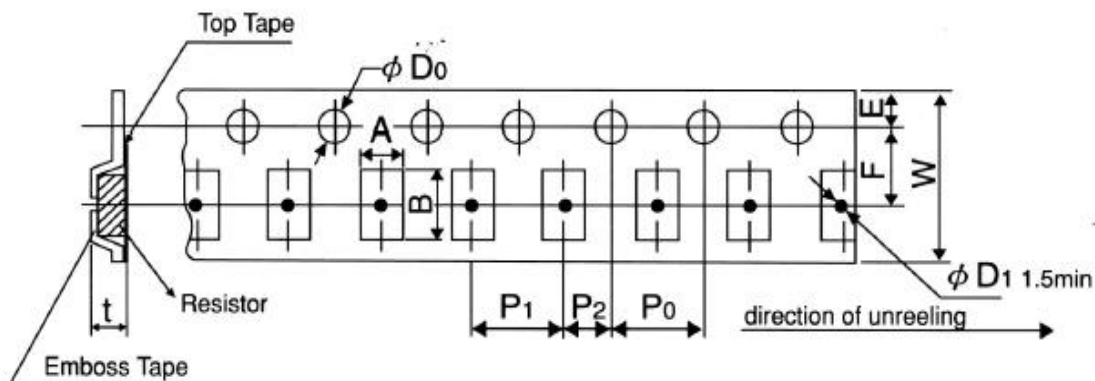 Top Tape
φ D0
A
B
E
F
W
φ D1 1.5min
P1
P2
P0
direction of unreeling
t
Resistor
Emboss Tape